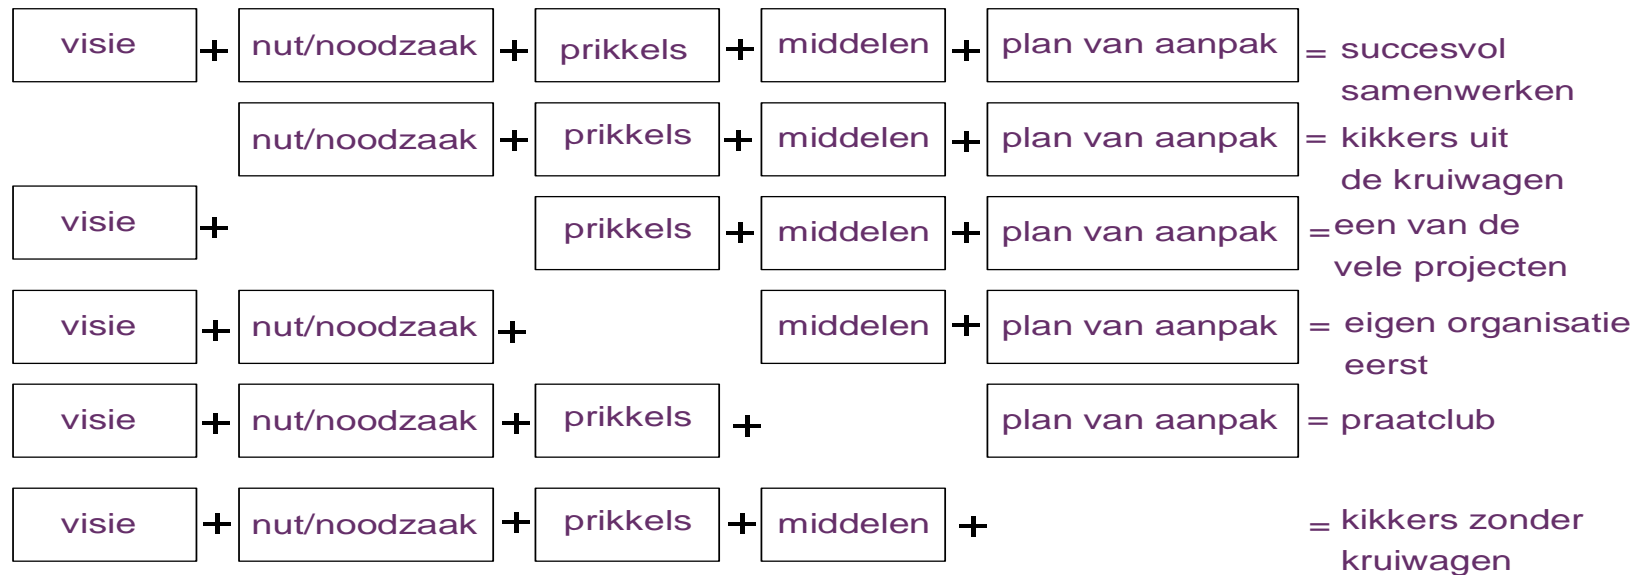 visie + nut/noodzaak + prikkels + middelen + plan van aanpak = succesvol
samenwerken
nut/noodzaak + prikkels + middelen + plan van aanpak = kikkers uit
de kruiwagen
visie + prikkels + middelen + plan van aanpak = een van de
vele projecten
visie + nut/noodzaak + middelen + plan van aanpak = eigen organisatie
eerst
visie + nut/noodzaak + prikkels + plan van aanpak = praatclub
visie + nut/noodzaak + prikkels + middelen + = kikkers zonder
kruiwagen